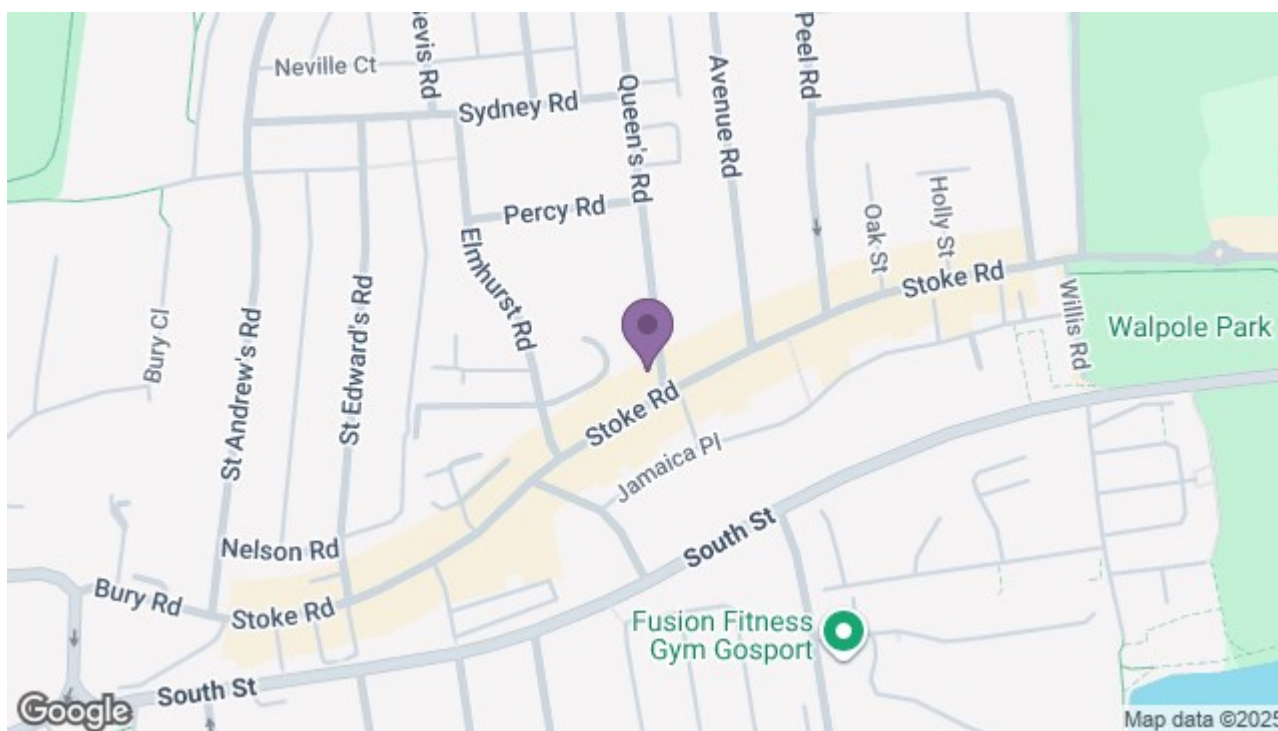 Neville Ct
Bevis Rd
Sydney Rd
Queen's Rd
Avenue Rd
Peel Rd
Percy Rd
Elmhurst Rd
Oak St
Holly St
Stoke Rd
Willis Rd
Walpole Park
Bury Cl
St Andrew's Rd
St Edward's Rd
Stoke Rd
Jamaica Pl
South St
Nelson Rd
Bury Rd
Stoke Rd
Fusion Fitness
Gym Gosport
South St
Google
Map data ©2025